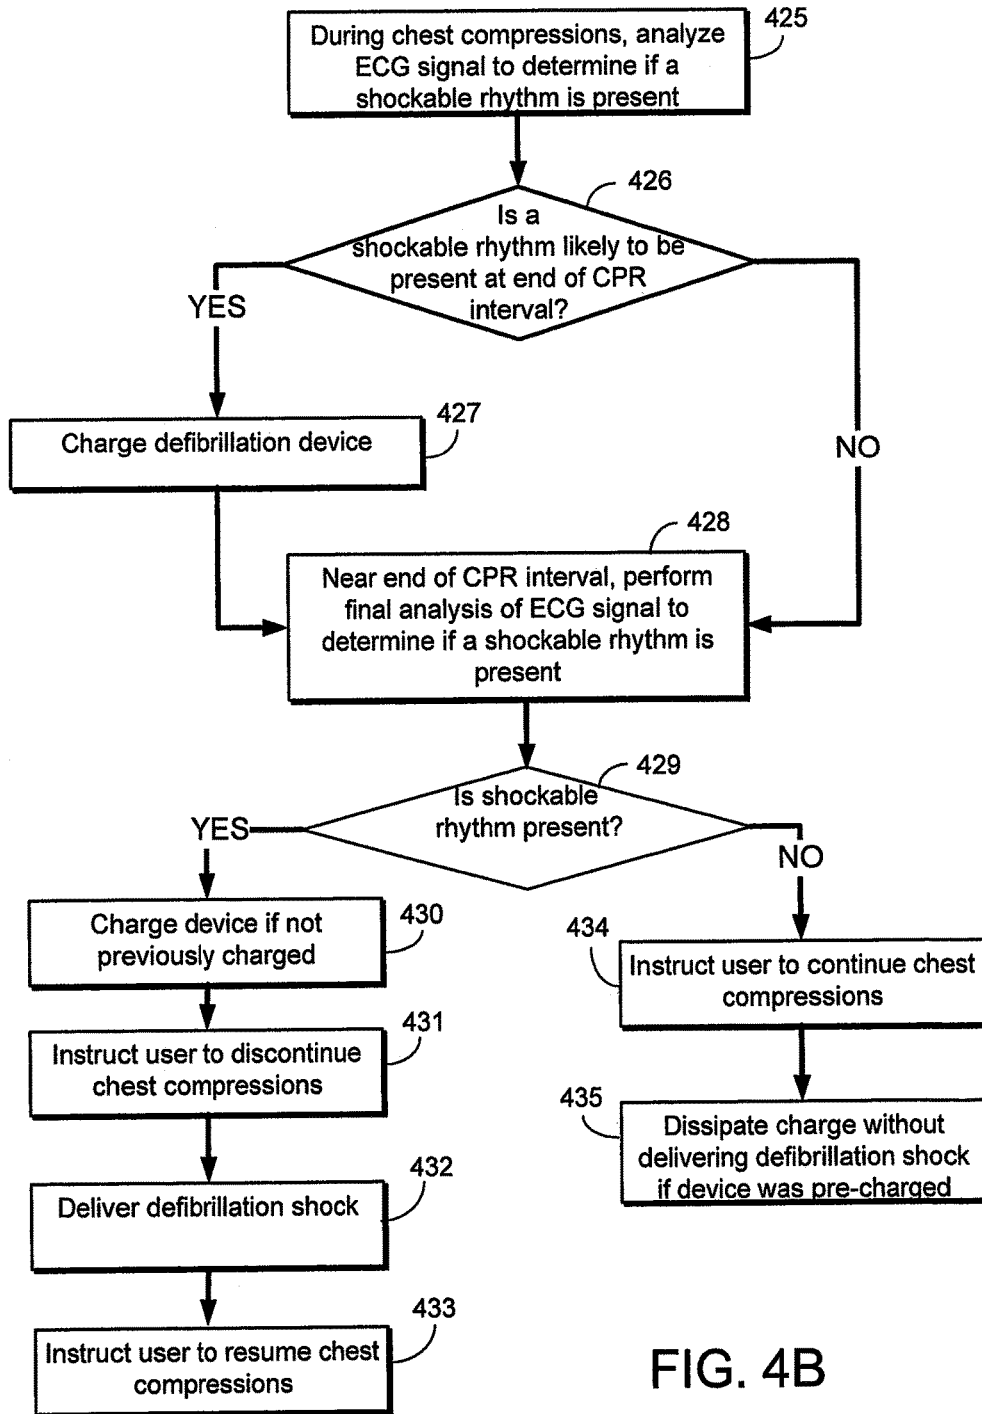 425
During chest compressions, analyze
ECG signal to determine if a
shockable rhythm is present
426
Is a
shockable rhythm likely to be
present at end of CPR
interval?
YES
NO
427
Charge defibrillation device
428
Near end of CPR interval, perform
final analysis of ECG signal to
determine if a shockable rhythm is
present
429
Is shockable
rhythm present?
YES
NO
430
Charge device if not
previously charged
431
Instruct user to discontinue
chest compressions
432
Deliver defibrillation shock
433
Instruct user to resume chest
compressions
434
Instruct user to continue chest
compressions
435
Dissipate charge without
delivering defibrillation shock
if device was pre-charged
FIG. 4B